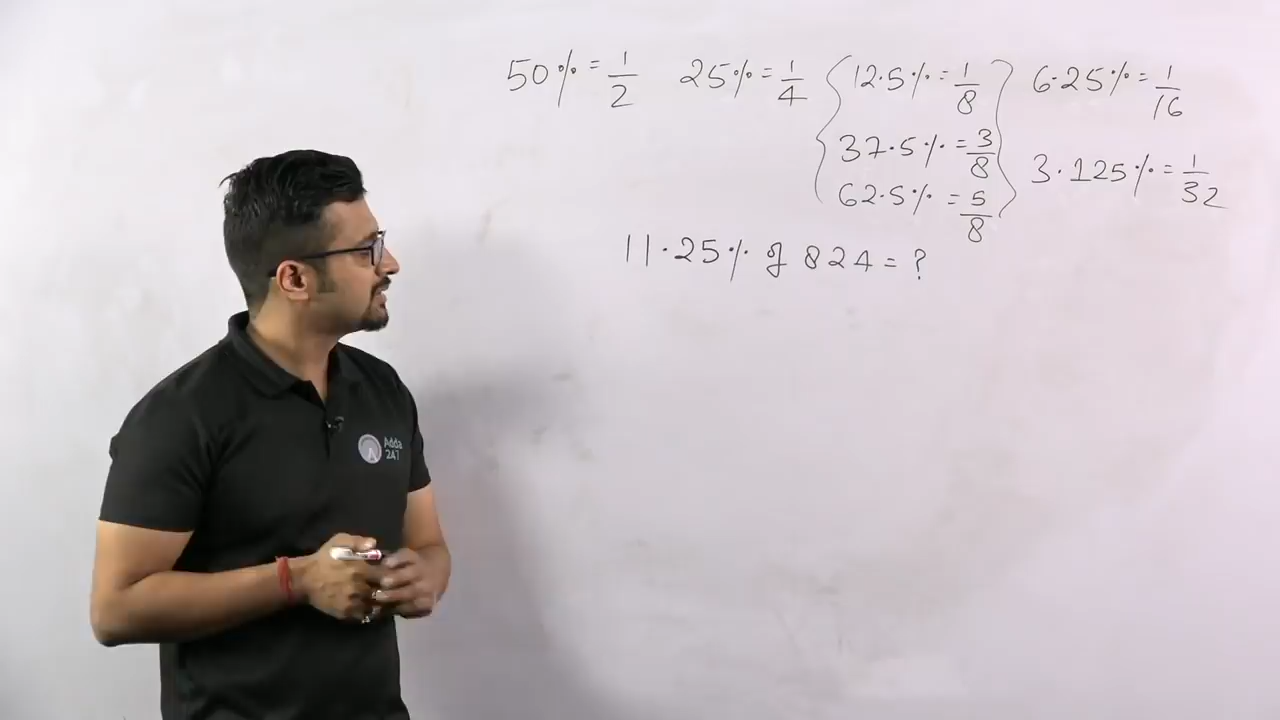 50% = 1/2 25% = 1/4 12.5% = 1/8 6.25% = 1/16
37.5% = 3/8 3.125% = 1/32
62.5% = 5/8
11.25% of 824 = ?
Adda
247